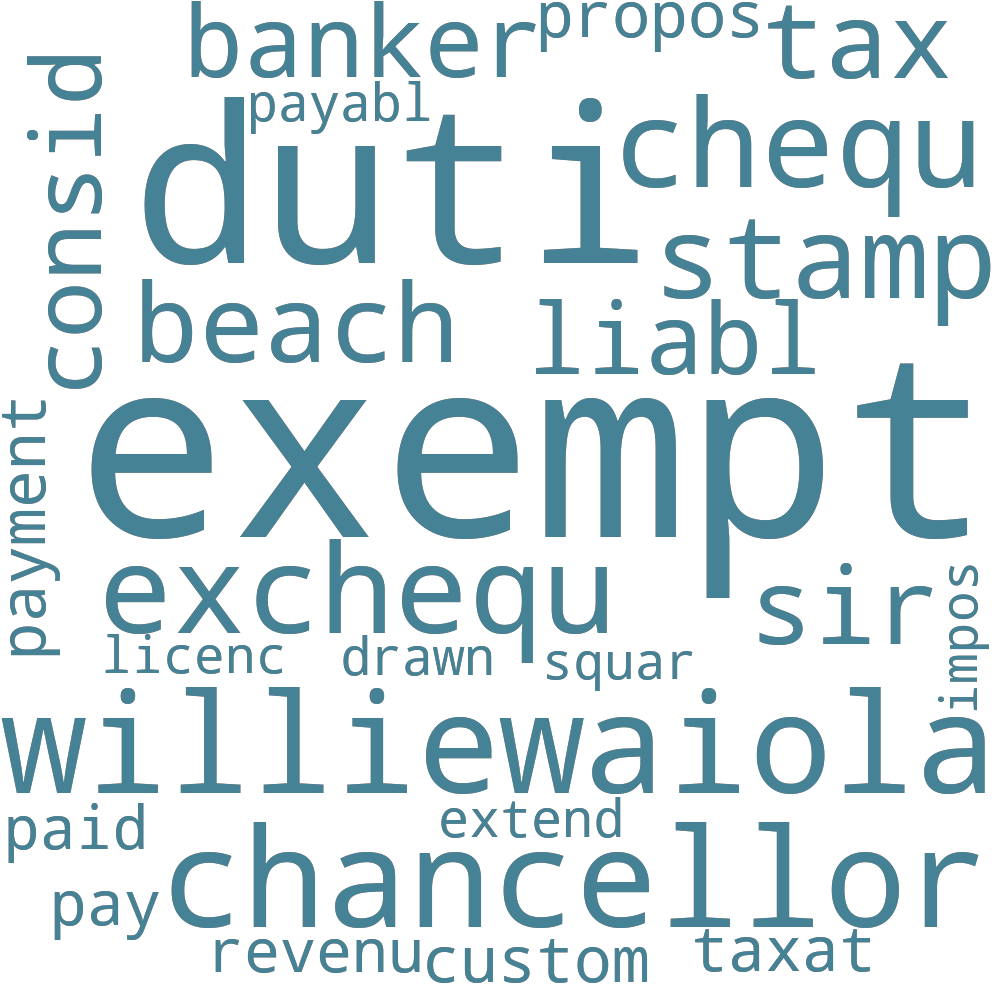 banker
propos
tax
payabl
consid
duti
chequ
stamp
beach
liabl
exempt
payment
exchequ
sir
impos
licenc
drawn
squar
williewaiola
paid
extend
chancellor
pay
revenu
custom
taxat